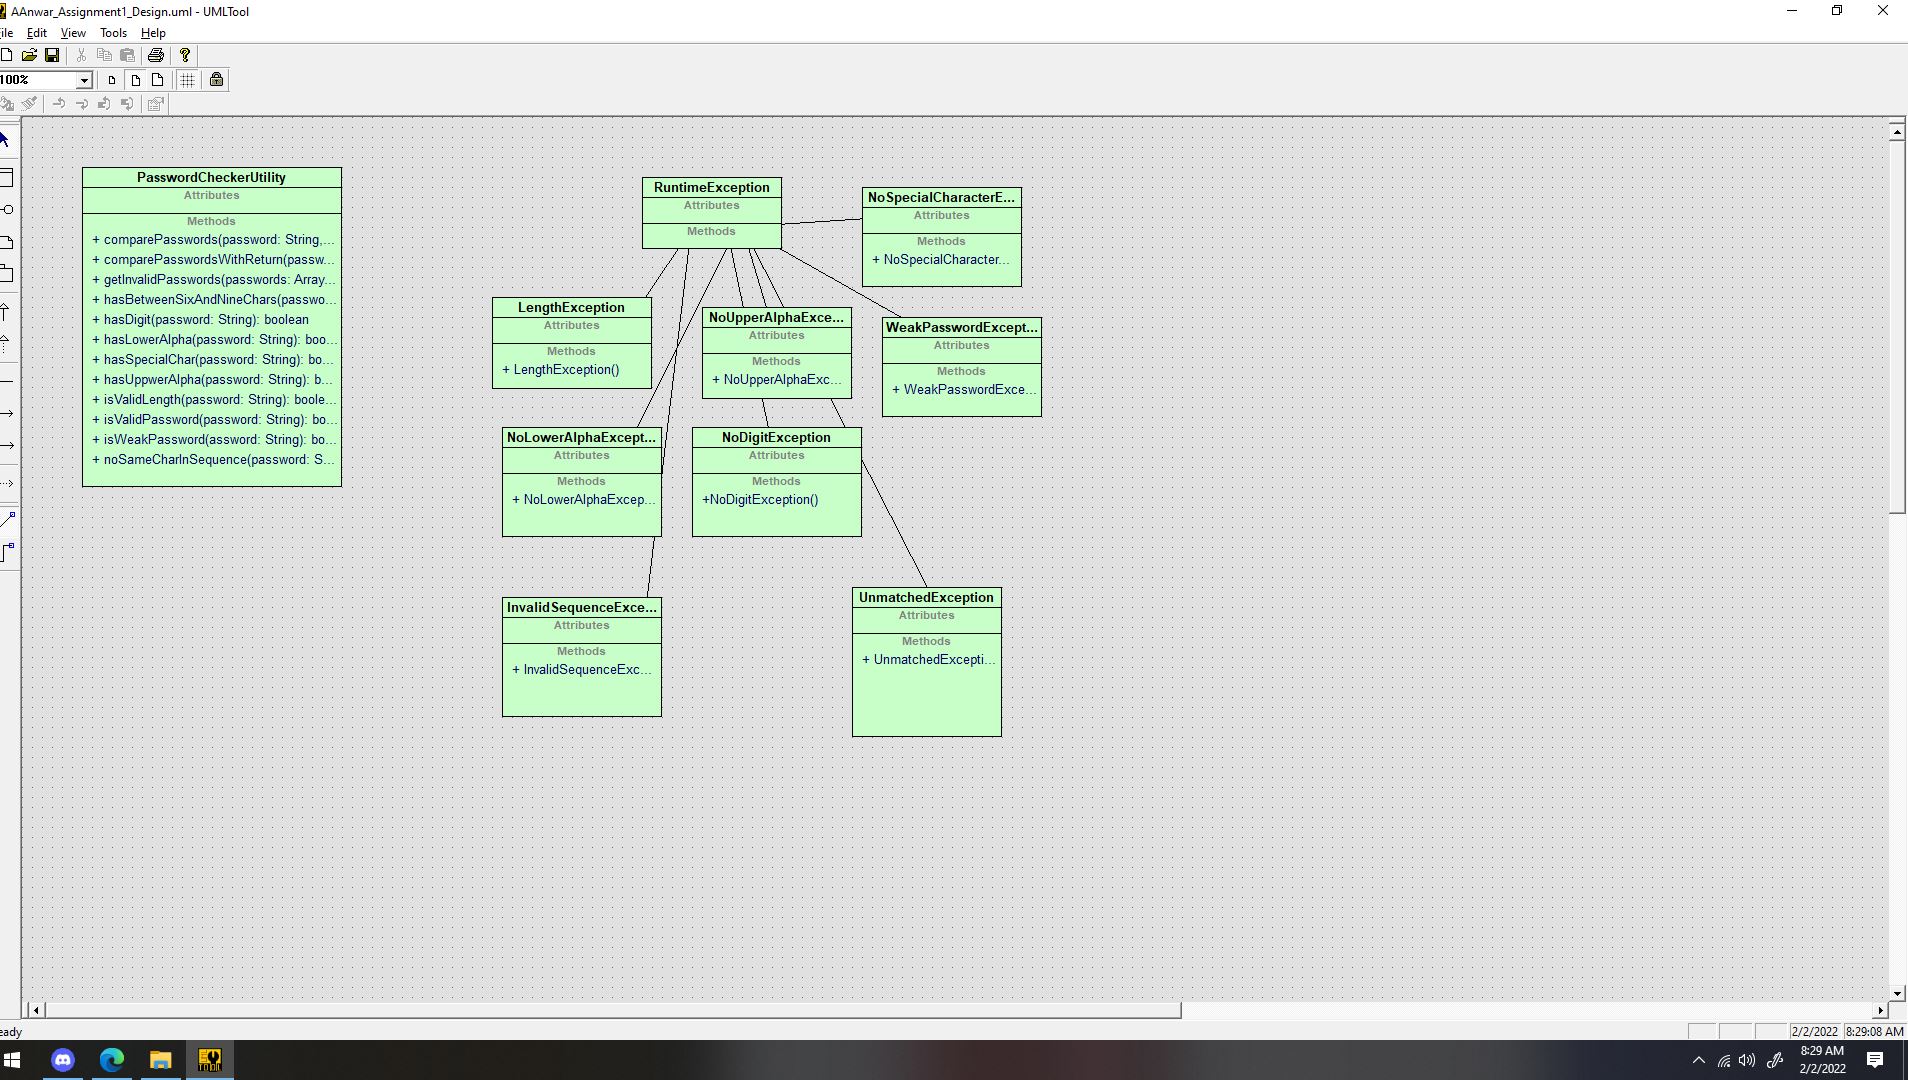 AAnwar_Assignment1_Design.uml - UMLTool
ile Edit View Tools Help
100%
PasswordCheckerUtility
Attributes
Methods
+ comparePasswords(password: String,...
+ comparePasswordsWithReturn(passw...
+ getInvalidPasswords(passwords: Array...
+ hasBetweenSixAndNineChars(passwo...
+ hasDigit(password: String): boolean
+ hasLowerAlpha(password: String): boo...
+ hasSpecialChar(password: String): bo...
+ hasUppwerAlpha(password: String): b...
+ isValidLength(password: String): boole...
+ isValidPassword(password: String): bo...
+ isWeakPassword(assword: String): bo...
+ noSameCharInSequence(password: S...
RuntimeException
Attributes
Methods
NoSpecialCharacterE...
Attributes
Methods
+ NoSpecialCharacter...
LengthException
Attributes
Methods
+ LengthException()
NoUpperAlphaExce...
Attributes
Methods
+ NoUpperAlphaExc...
WeakPasswordExcept...
Attributes
Methods
+ WeakPasswordExce...
NoLowerAlphaExcept...
Attributes
Methods
+ NoLowerAlphaExcep...
NoDigitException
Attributes
Methods
+NoDigitException()
InvalidSequenceExce...
Attributes
Methods
+ InvalidSequenceExc...
UnmatchedException
Attributes
Methods
+ UnmatchedExcepti...
eady
2/2/2022 8:29:08 AM
8:29 AM
2/2/2022